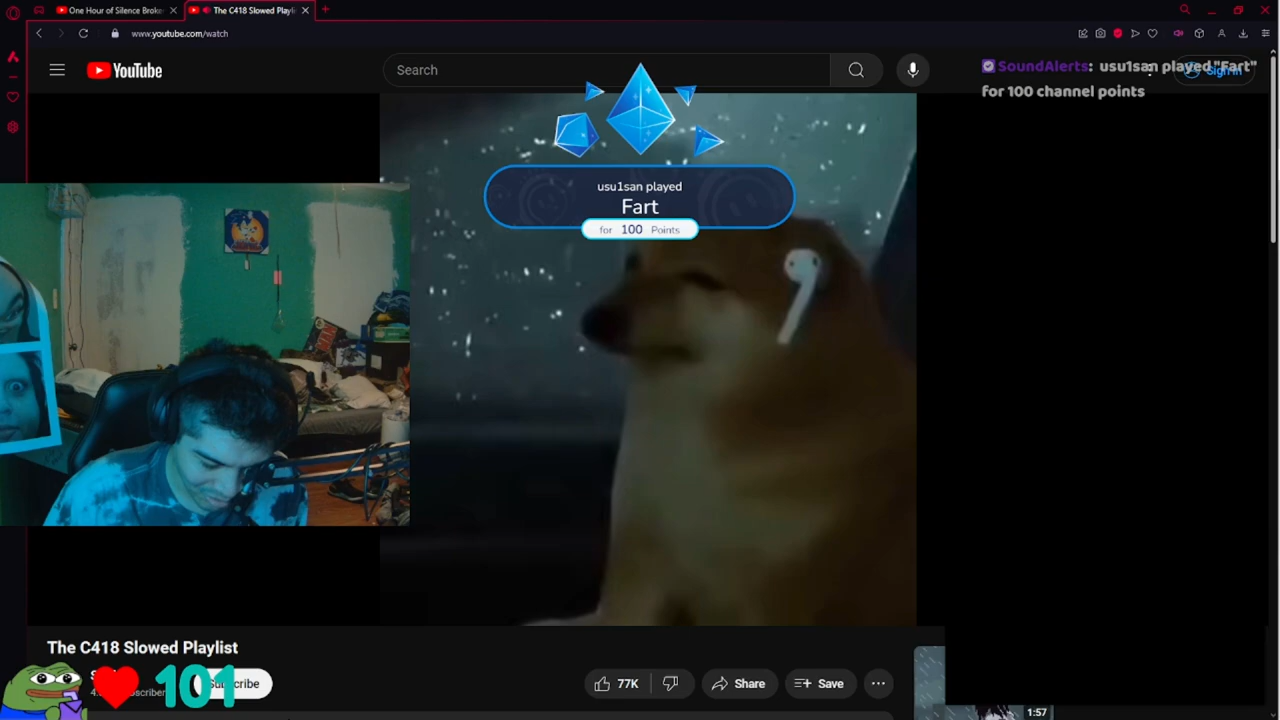 One Hour of Silence Broke
The C418 Slowed Playli
www.youtube.com/watch
YouTube
Search
SoundAlerts: usu1san played "Fart"
for 100 channel points
Sign in
usu1san played
Fart
for 100 Points
The C418 Slowed Playlist
101
77K
Share
Save
1:57